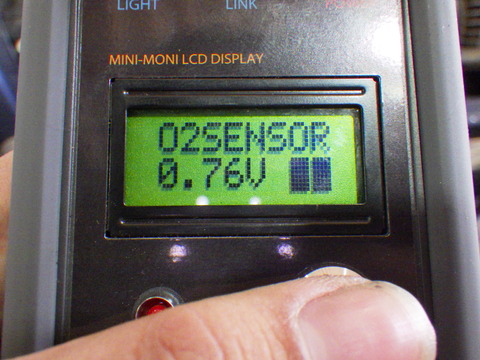 LIGHT LINK
MINI-MONI LCD DISPLAY
O2SENSOR
0.76V